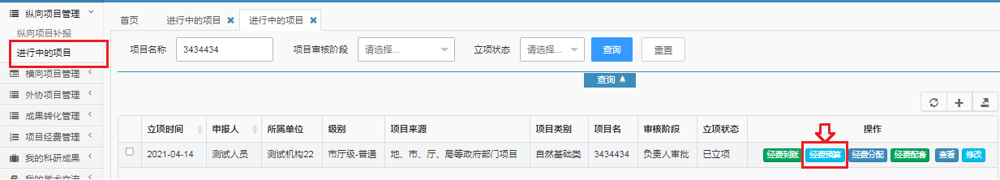 纵向项目管理
纵向项目补报
进行中的项目
横向项目管理
外协项目管理
成果转化管理
项目经费管理
我的科研成果
我的学术交流
首页 进行中的项目 进行中的项目
项目名称 3434434 项目审核阶段 请选择... 立项状态 请选择... 查询 重置
查询
立项时间 申报人 所属单位 级别 项目来源 项目类别 项目名 审核阶段 立项状态 操作
2021-04-14 测试人员 测试机构22 市厅级-普通 地、市、厅、局等政府部门项目 自然基础类 3434434 负责人审批 已立项 经费到账 经费预算 经费分配 经费配套 查看 修改